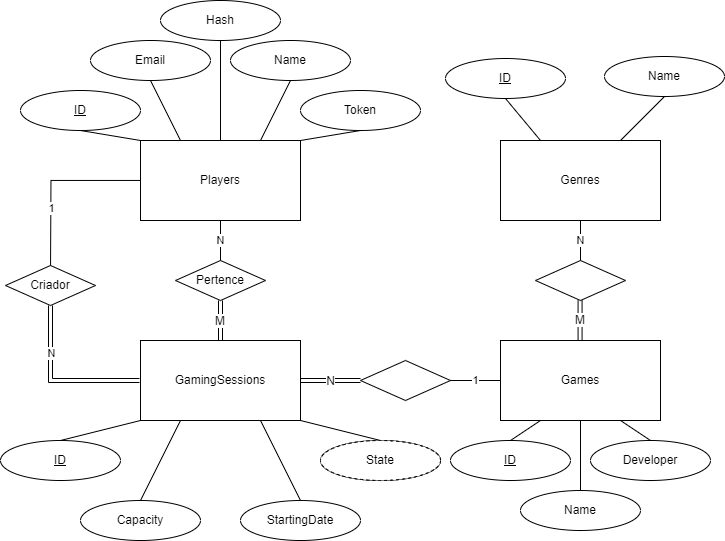 Hash
Email
Name
ID
Token
ID
Name
Players
Genres
1
N
N
Criador
Pertence
N
M
M
GamingSessions
N
1
Games
ID
State
ID
Developer
Capacity
StartingDate
Name